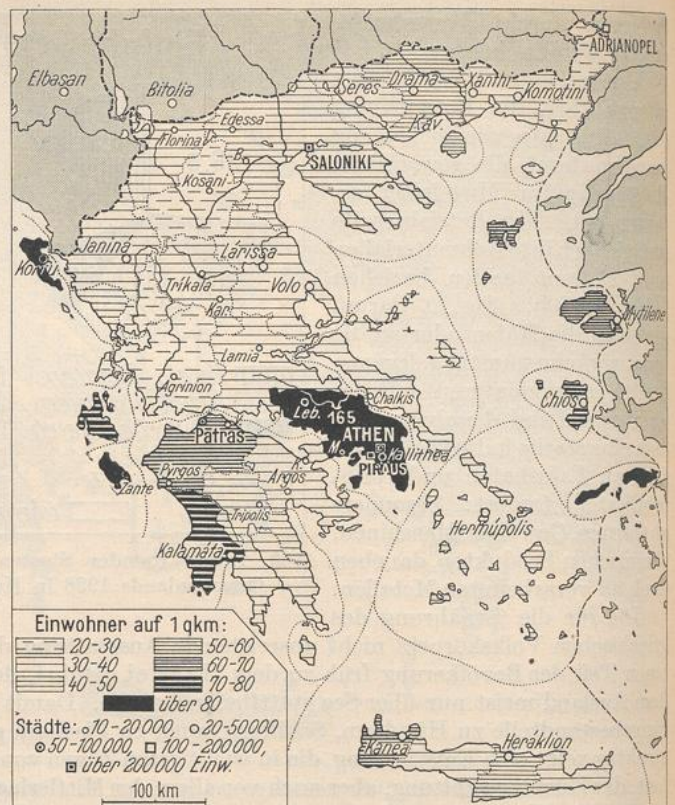 ADRIANOPEL
Elbasan
Bitolia
Seres
Drama
Xanthi
Komotini
Kav.
D.
Edessa
Florina
B.
SALONIKI
Kosani
Janina
Korfu
Lárissa
Trikala
Volo
Kar.
Mytilene
Lamia
Agrinion
Chalkis
Leb.
165
Chios
ATHEN
Patras
M.
Kallithea
PIRÄUS
Pyrgos
K.
Zante
Argos
Tripolis
Hermúpolis
Kalamáta
Einwohner auf 1 qkm:
20-30 50-60
30-40 60-70
40-50 70-80
über 80
Städte: 10-20000, 20-50000
50-100000, 100-200000,
über 200000 Einw.
100 km
Kanea
Heráklion